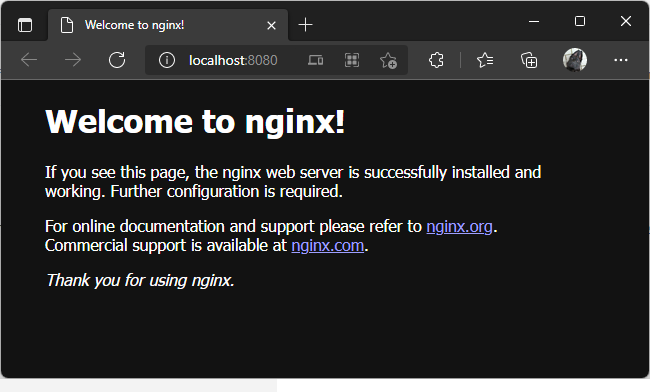 Welcome to nginx!
localhost:8080
Welcome to nginx!
If you see this page, the nginx web server is successfully installed and
working. Further configuration is required.
For online documentation and support please refer to nginx.org.
Commercial support is available at nginx.com.
Thank you for using nginx.